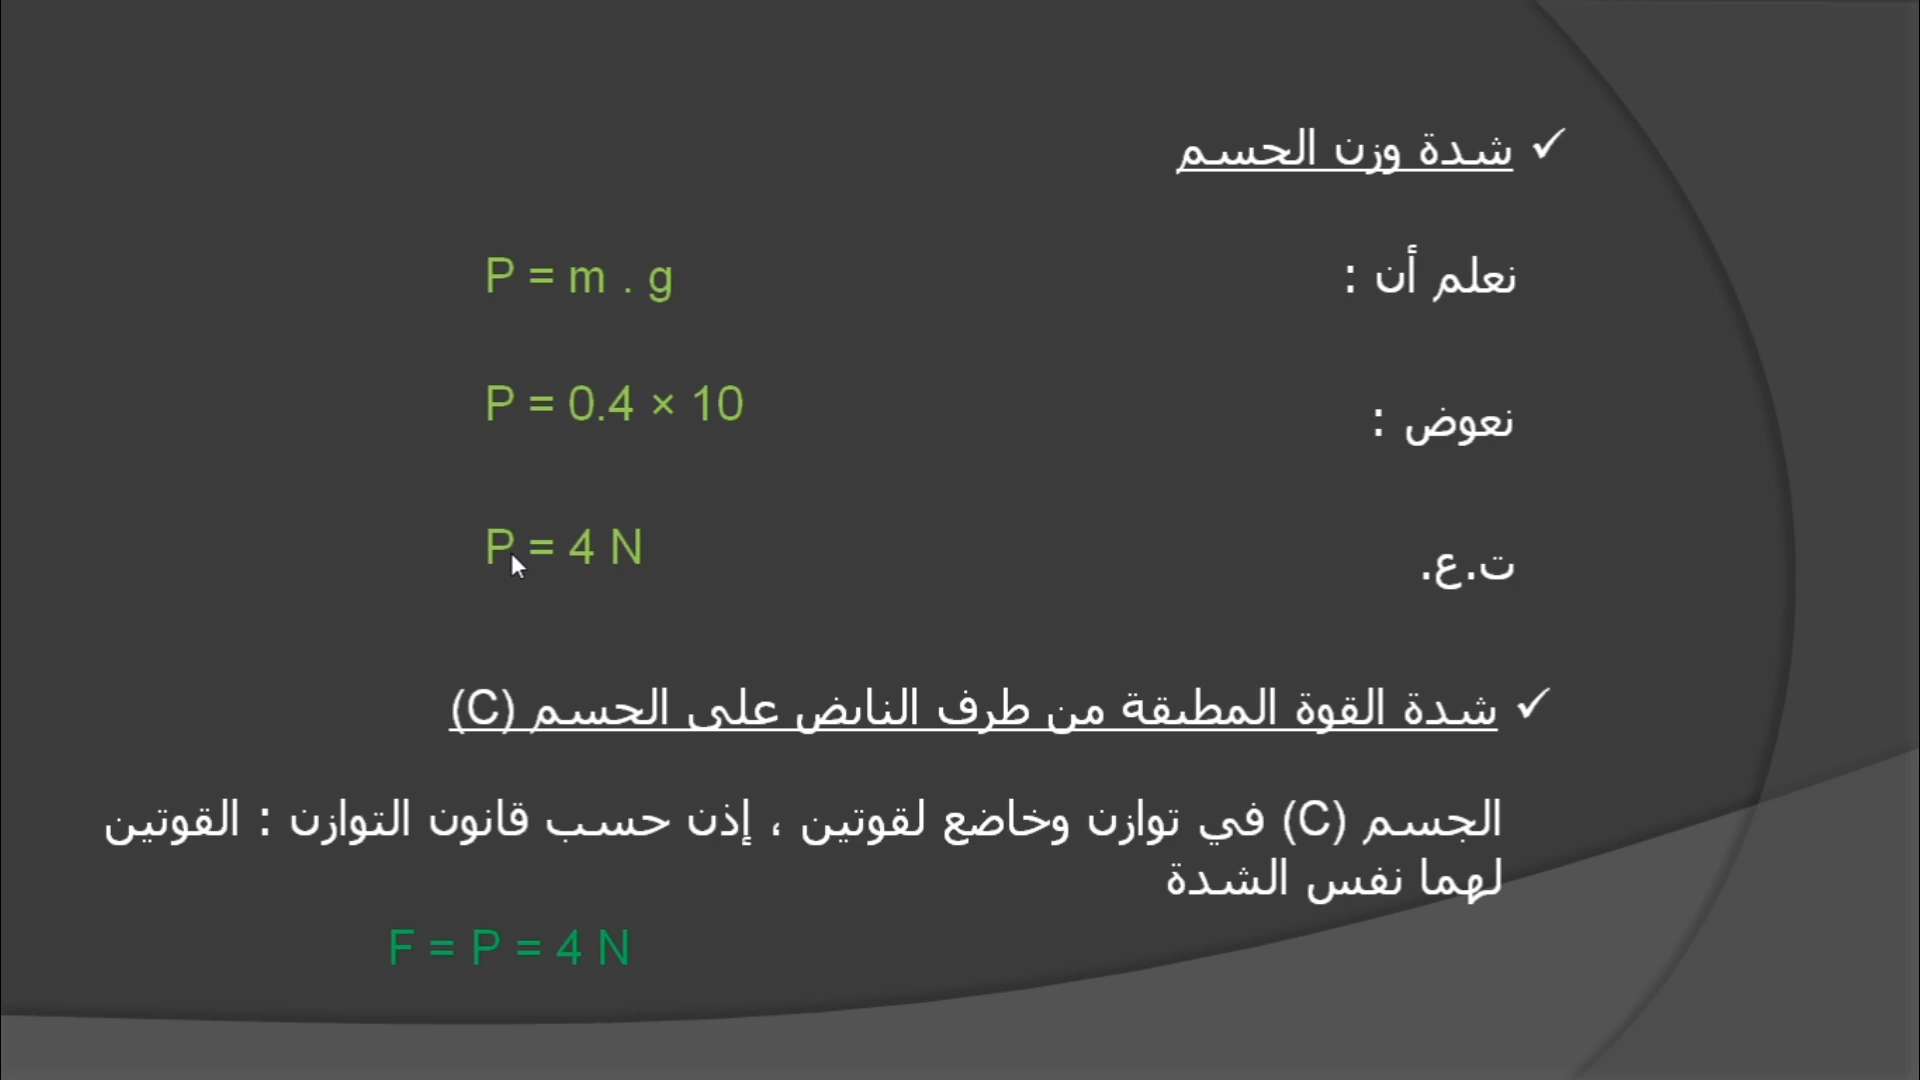 ✓ شدة وزن الجسم
نعلم أن :
P = m . g
نعوض :
P = 0.4 × 10
ت.ع.
P = 4 N
✓ شدة القوة المطبقة من طرف النابض على الجسم (C)
الجسم (C) في توازن وخاضع لقوتين ، إذن حسب قانون التوازن : القوتين
لهما نفس الشدة
F = P = 4 N